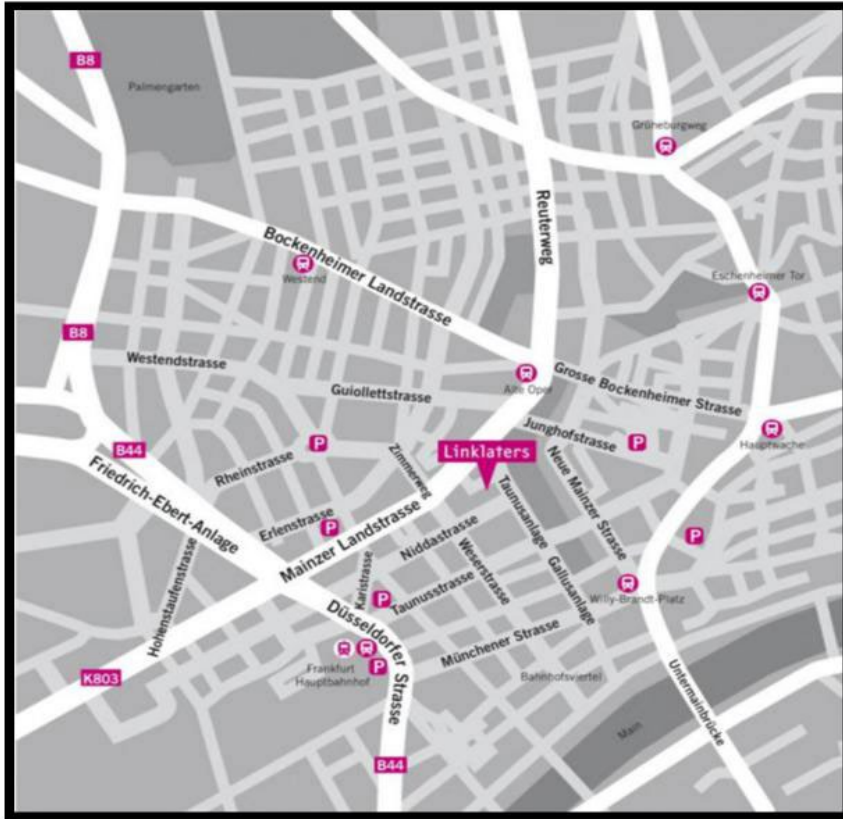 B8
Palmengarten
Grüneburgweg
Reuterweg
Bockenheimer Landstrasse
Westend
Eschenheimer Tor
B8
Westendstrasse
Guiollettstrasse
Alte Oper
Grosse Bockenheimer Strasse
Junghofstrasse
P
Hauptwache
B44
P
Linklaters
Rheinstrasse
Zimmerweg
Neue Mainzer Strasse
Friedrich-Ebert-Anlage
Taunusanlage
Erlenstrasse
P
Mainzer Landstrasse
P
Niddastrasse
Weserstrasse
Gallusanlage
Hohenstaufenstrasse
Karlstrasse
P
Taunusstrasse
Willy-Brandt-Platz
Düsseldorfer Strasse
Münchener Strasse
K803
Frankfurt
Hauptbahnhof
P
Bahnhofsviertel
Untermainbrücke
Main
B44